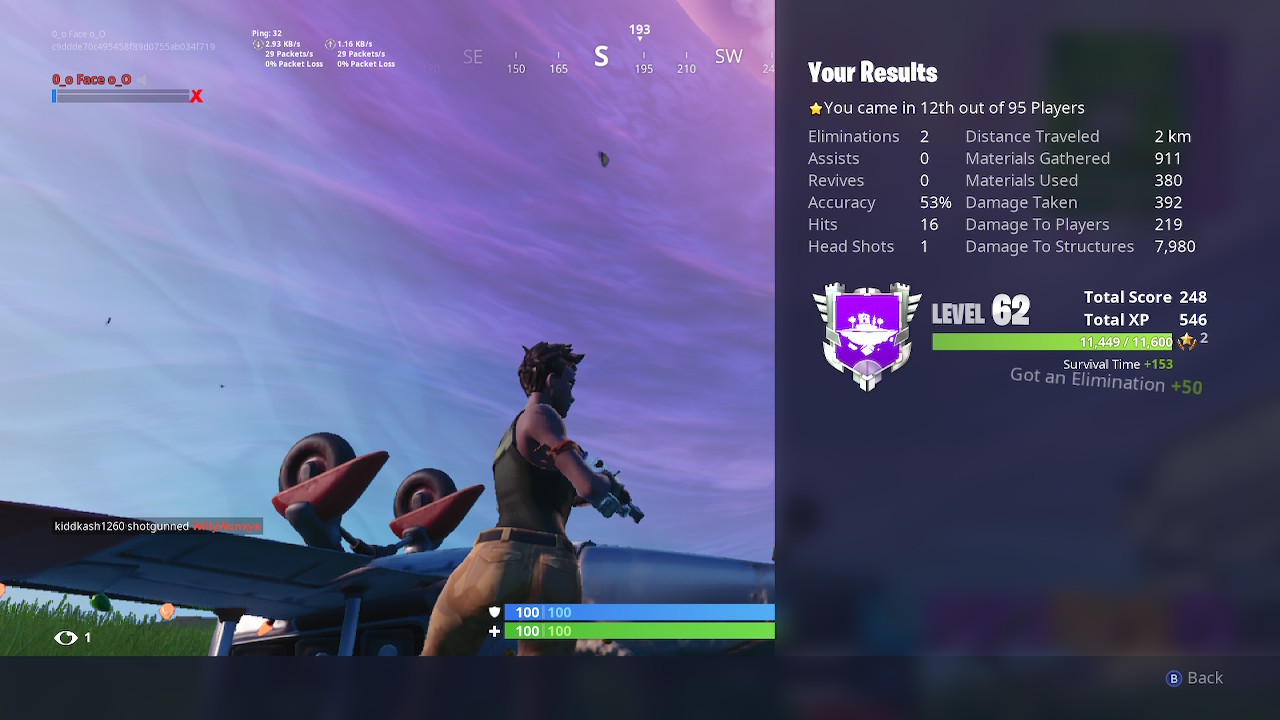 0_o Face o_O
c9ddde70c495458f89d0755ab034f719
Ping: 32
2.93 KB/s 1.16 KB/s
29 Packets/s 29 Packets/s
0% Packet Loss 0% Packet Loss
193
SE S SW
150 165 195 210
0_o Face o_O
X
kiddkash1260 shotgunned
1
100 | 100
100 | 100
Your Results
You came in 12th out of 95 Players
Eliminations 2 Distance Traveled 2 km
Assists 0 Materials Gathered 911
Revives 0 Materials Used 380
Accuracy 53% Damage Taken 392
Hits 16 Damage To Players 219
Head Shots 1 Damage To Structures 7,980
LEVEL 62
Total Score 248
Total XP 546
11,449 / 11,600 2
Survival Time +153
Got an Elimination +50
B Back